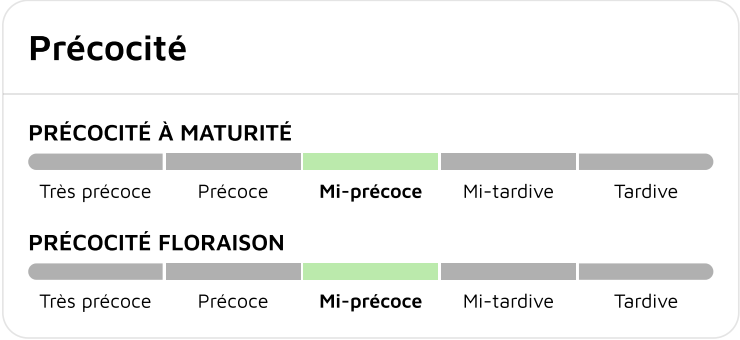 Précocité
PRÉCOCITÉ À MATURITÉ
Très précoce Précoce Mi-précoce Mi-tardive Tardive
PRÉCOCITÉ FLORAISON
Très précoce Précoce Mi-précoce Mi-tardive Tardive